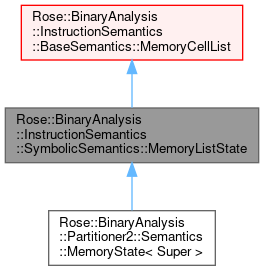 Rose::BinaryAnalysis
::InstructionSemantics
::BaseSemantics::MemoryCellList
Rose::BinaryAnalysis
::InstructionSemantics
::SymbolicSemantics::MemoryListState
Rose::BinaryAnalysis
::Partitioner2::Semantics
::MemoryState< Super >